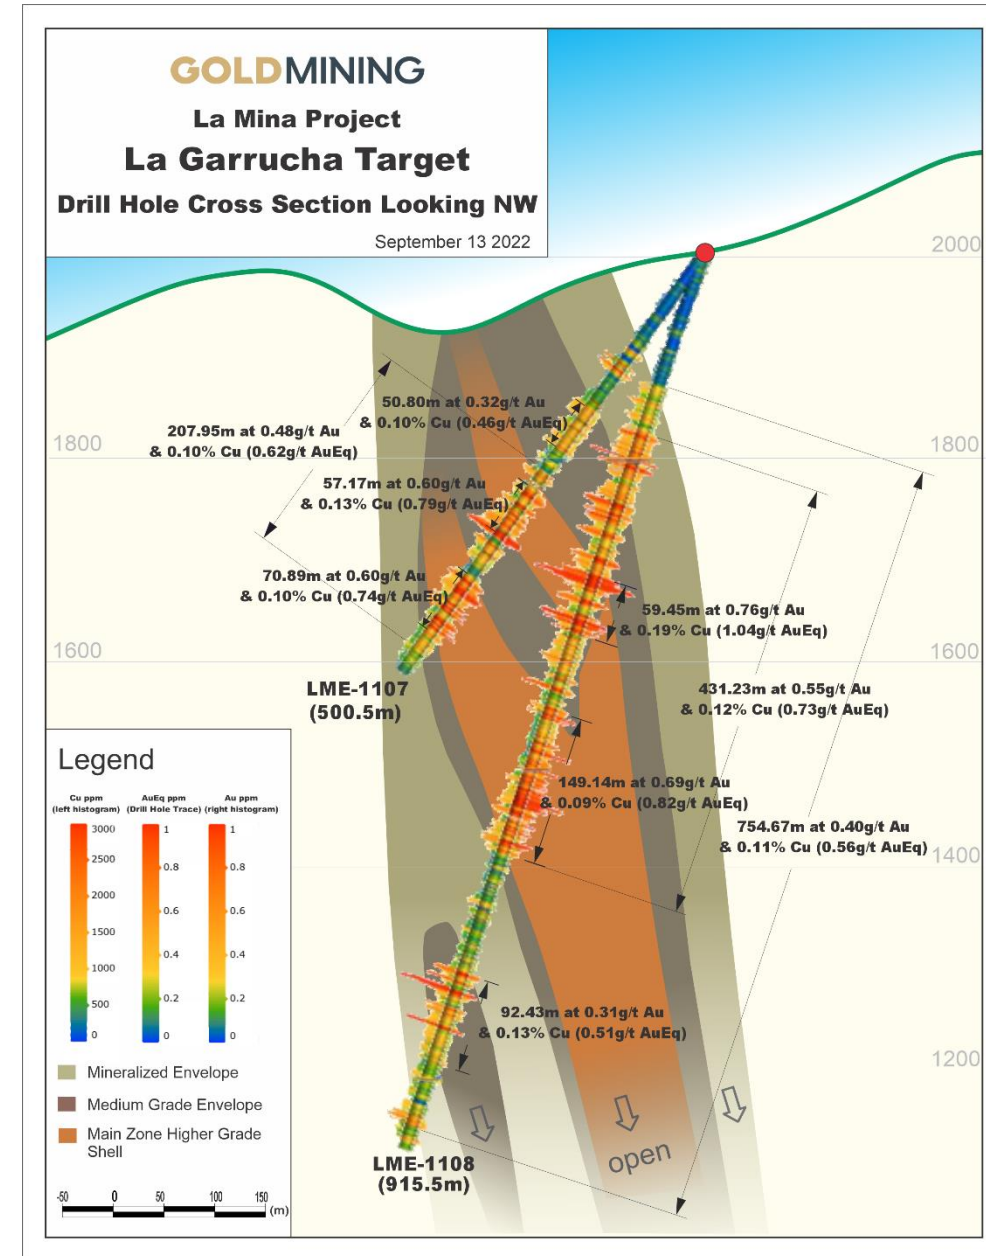 GOLDMINING
La Mina Project
La Garrucha Target
Drill Hole Cross Section Looking NW
September 13 2022
2000
50.80m at 0.32g/t Au
& 0.10% Cu (0.46g/t AuEq)
207.95m at 0.48g/t Au
& 0.10% Cu (0.62g/t AuEq)
1800
1800
57.17m at 0.60g/t Au
& 0.13% Cu (0.79g/t AuEq)
70.89m at 0.60g/t Au
& 0.10% Cu (0.74g/t AuEq)
59.45m at 0.76g/t Au
& 0.19% Cu (1.04g/t AuEq)
1600
1600
LME-1107
(500.5m)
431.23m at 0.55g/t Au
& 0.12% Cu (0.73g/t AuEq)
149.14m at 0.69g/t Au
& 0.09% Cu (0.82g/t AuEq)
754.67m at 0.40g/t Au
& 0.11% Cu (0.56g/t AuEq)
1400
92.43m at 0.31g/t Au
& 0.13% Cu (0.51g/t AuEq)
1200
open
LME-1108
(915.5m)
Legend
Cu ppm
(left histogram)
AuEq ppm
(Drill Hole Trace)
Au ppm
(right histogram)
3000
2500
2000
1500
1000
500
0
1
0.8
0.6
0.4
0.2
0
1
0.8
0.6
0.4
0.2
0
Mineralized Envelope
Medium Grade Envelope
Main Zone Higher Grade
Shell
-50 0 50 100 150
(m)